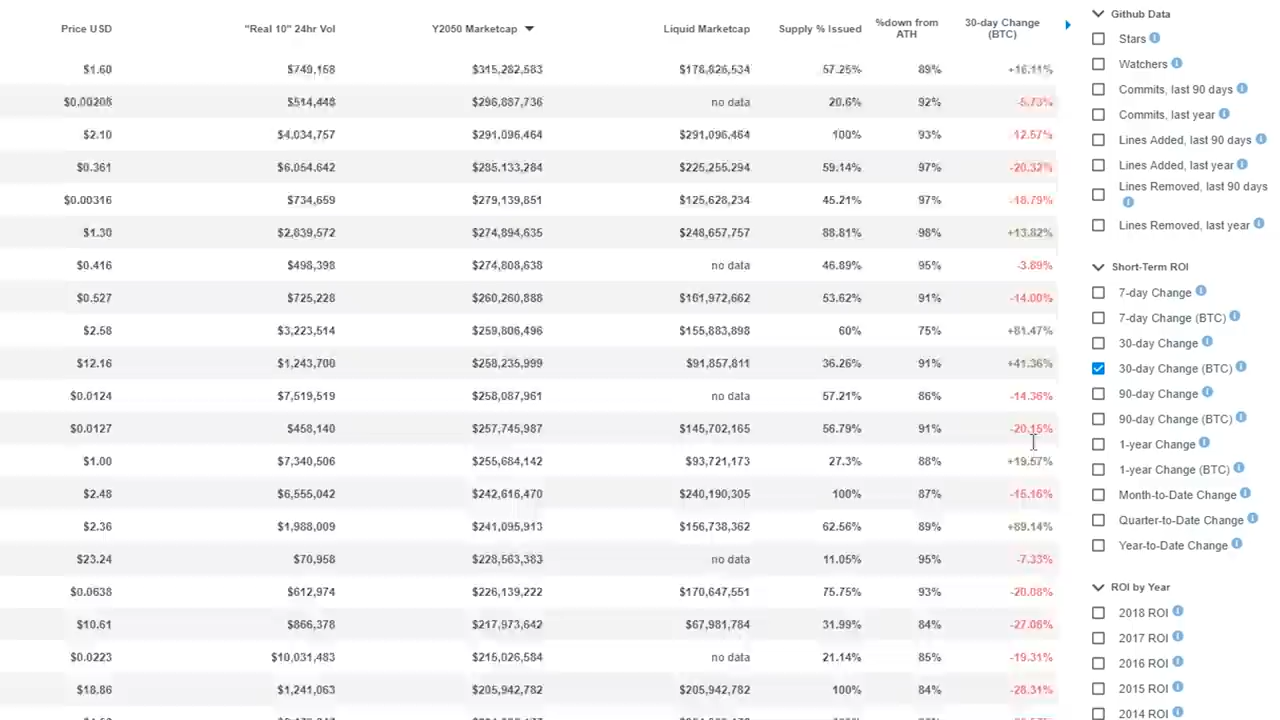 Price USD "Real 10" 24hr Vol Y2050 Marketcap Liquid Marketcap Supply % Issued %down from ATH 30-day Change (BTC)
$1.60 $749,158 $315,282,583 $178,826,534 57.25% 89% +16.11%
$514,448 $296,887,736 no data 20.6% 92% -5.73%
$2.10 $4,034,757 $291,096,464 $291,096,464 100% 93% -12.57%
$0.361 $6,054,642 $285,133,284 $225,255,294 59.14% 97% -20.32%
$0.00316 $734,659 $279,139,851 $125,628,234 45.21% 97% -18.79%
$1.30 $2,839,572 $274,894,635 $248,657,757 88.81% 98% +13.82%
$0.416 $498,398 $274,808,638 no data 46.89% 95% -3.89%
$0.527 $725,228 $260,260,888 $161,972,662 53.62% 91% -14.00%
$2.58 $3,223,514 $259,806,496 $155,883,898 60% 75% +81.47%
$12.16 $1,243,700 $258,235,999 $91,857,811 36.26% 91% +41.36%
$0.0124 $7,519,519 $258,087,961 no data 57.21% 86% -14.36%
$0.0127 $458,140 $257,745,987 $145,702,165 56.79% 91% -20.15%
$1.00 $7,340,506 $255,684,142 $93,721,173 27.3% 88% +19.57%
$2.48 $6,555,042 $242,616,470 $240,190,305 100% 87% -15.16%
$2.36 $1,988,009 $241,095,913 $156,738,362 62.56% 89% +89.14%
$23.24 $70,958 $228,563,383 no data 11.05% 95% -7.33%
$0.0638 $612,974 $226,139,222 $170,647,551 75.75% 93% -20.08%
$10.61 $866,378 $217,973,642 $67,981,784 31.99% 84% -27.06%
$0.0223 $10,031,483 $215,026,584 no data 21.14% 85% -19.31%
$18.86 $1,241,063 $205,942,782 $205,942,782 100% 84% -28.31%
Github Data
Stars
Watchers
Commits, last 90 days
Commits, last year
Lines Added, last 90 days
Lines Added, last year
Lines Removed, last 90 days
Lines Removed, last year
Short-Term ROI
7-day Change
7-day Change (BTC)
30-day Change
30-day Change (BTC)
90-day Change
90-day Change (BTC)
1-year Change
1-year Change (BTC)
Month-to-Date Change
Quarter-to-Date Change
Year-to-Date Change
ROI by Year
2018 ROI
2017 ROI
2016 ROI
2015 ROI
2014 ROI